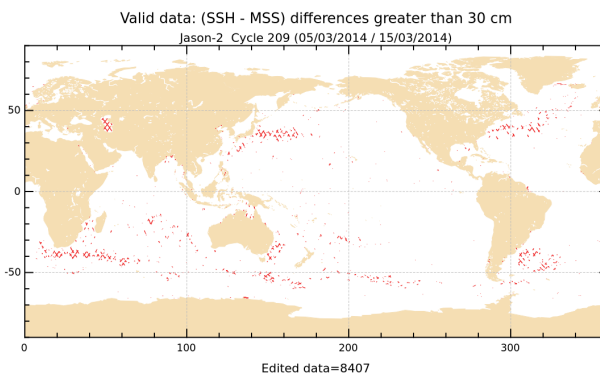 Valid data: (SSH - MSS) differences greater than 30 cm
Jason-2 Cycle 209 (05/03/2014 / 15/03/2014)
50
0
-50
0 100 200 300
Edited data=8407